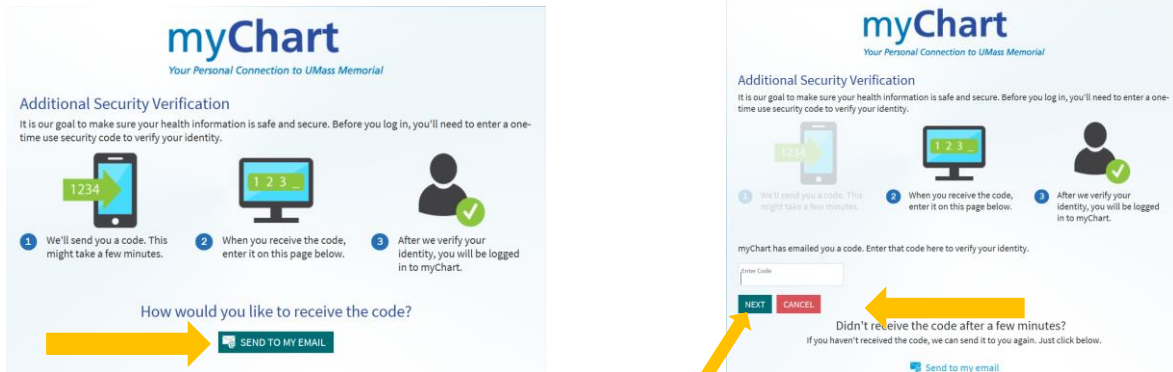 myChart
Your Personal Connection to UMass Memorial
Additional Security Verification
It is our goal to make sure your health information is safe and secure. Before you log in, you'll need to enter a one-
time use security code to verify your identity.
1234
1 2 3 _
1 We'll send you a code. This
might take a few minutes.
2 When you receive the code,
enter it on this page below.
3 After we verify your
identity, you will be logged
in to myChart.
How would you like to receive the code?
SEND TO MY EMAIL
myChart
Your Personal Connection to UMass Memorial
Additional Security Verification
It is our goal to make sure your health information is safe and secure. Before you log in, you'll need to enter a one-
time use security code to verify your identity.
1234
1 2 3 _
1 We'll send you a code. This
might take a few minutes.
2 When you receive the code,
enter it on this page below.
3 After we verify your
identity, you will be logged
in to myChart.
myChart has emailed you a code. Enter that code here to verify your identity.
Enter Code
NEXT CANCEL
Didn't receive the code after a few minutes?
If you haven't received the code, we can send it to you again. Just click below.
Send to my email